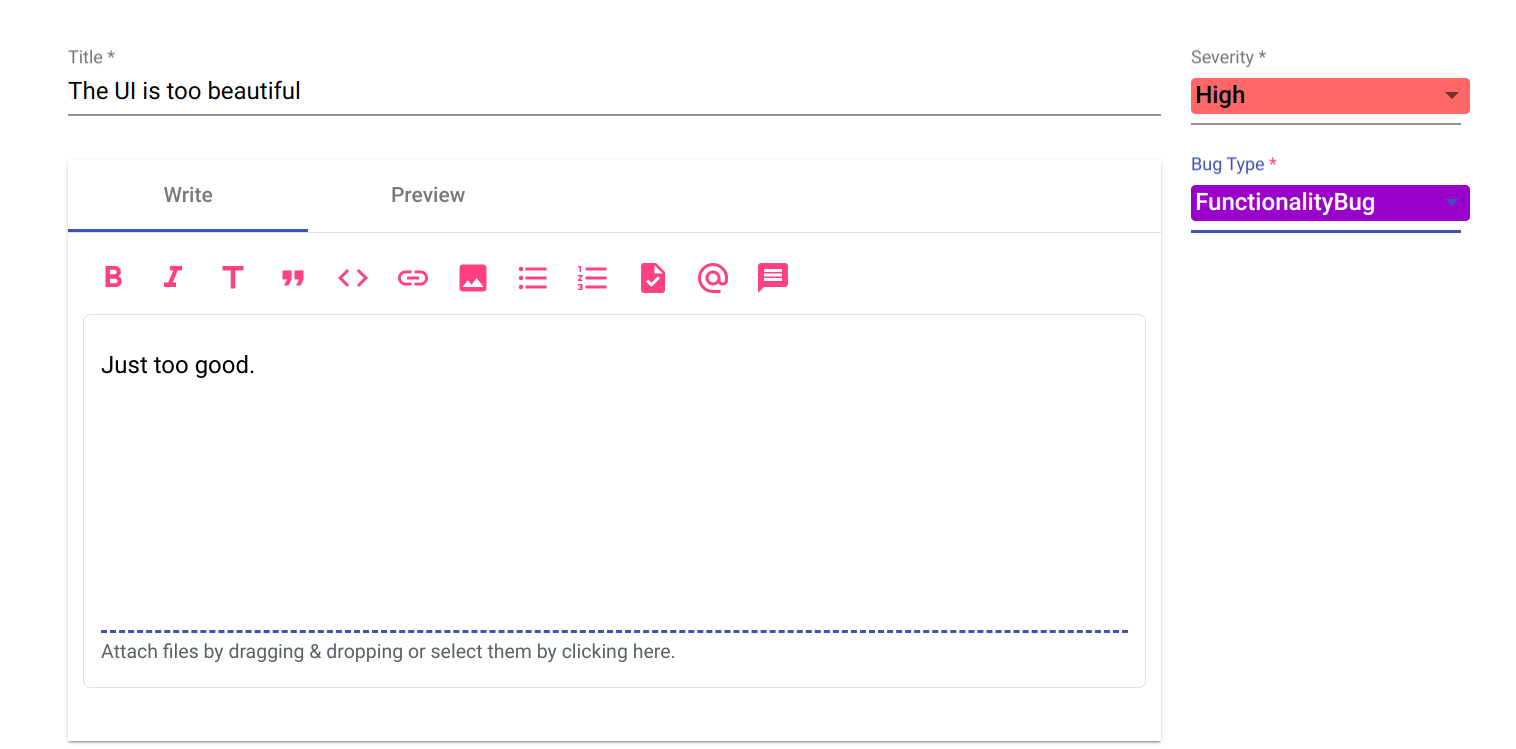 Title *
The UI is too beautiful
Severity *
High
Bug Type *
FunctionalityBug
Write Preview
Just too good.
Attach files by dragging & dropping or select them by clicking here.